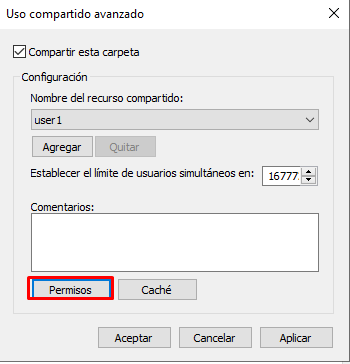 Uso compartido avanzado
Compartir esta carpeta
Configuración
Nombre del recurso compartido:
user1
Agregar Quitar
Establecer el límite de usuarios simultáneos en: 16777
Comentarios:
Permisos Caché
Aceptar Cancelar Aplicar